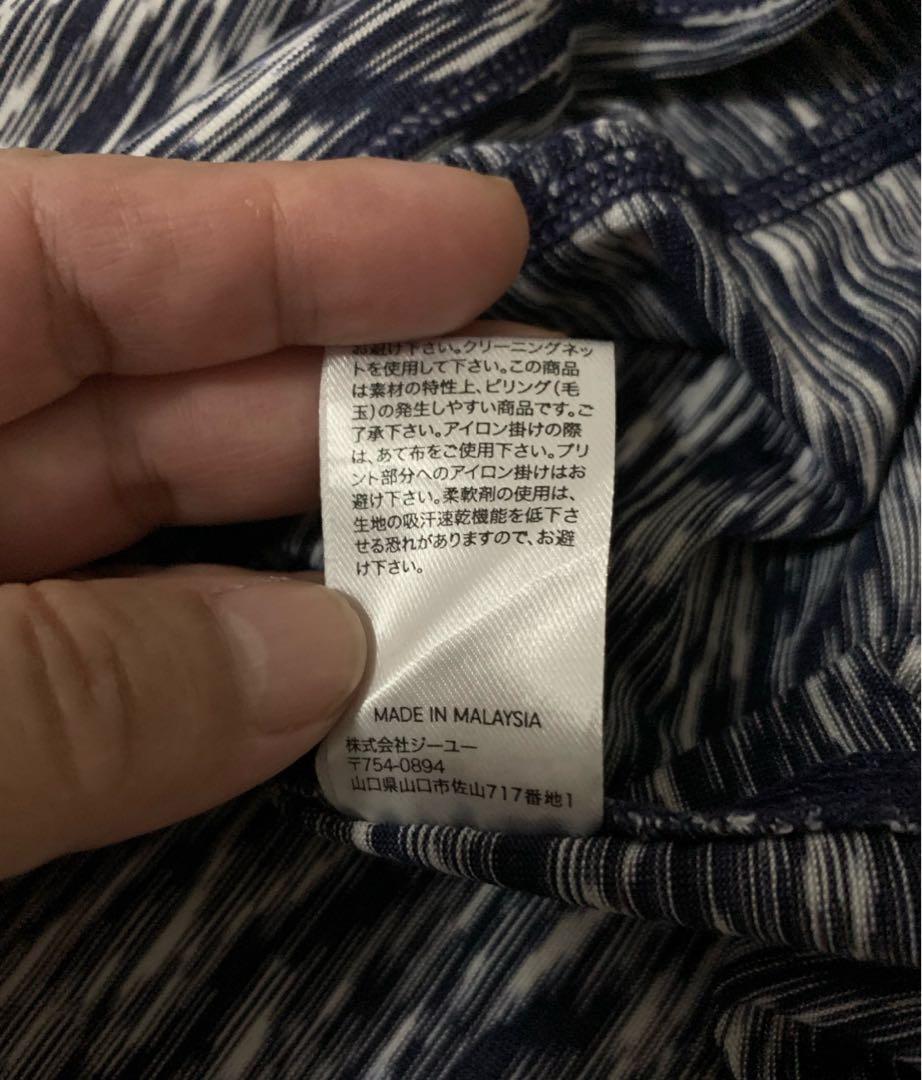 お避け下さい。クリーニングネッ
トを使用して下さい。この商品
は素材の特性上、ピリング(毛
玉)の発生しやすい商品です。ご
了承下さい。アイロン掛けの際
は、あて布をご使用下さい。プリ
ント部分へのアイロン掛けはお
避け下さい。柔軟剤の使用は、
生地の吸汗速乾機能を低下さ
せる恐れがありますので、お避
け下さい。
MADE IN MALAYSIA
株式会社ジーユー
〒754-0894
山口県山口市佐山717番地1